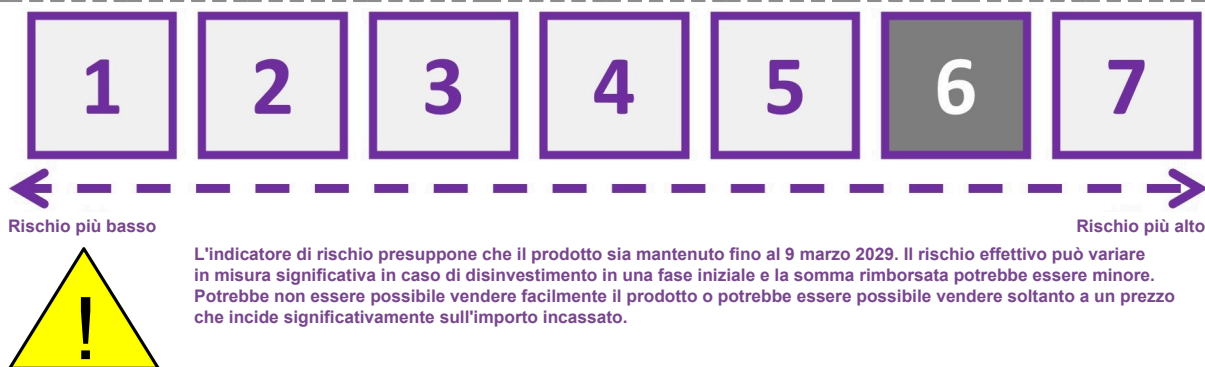 1 2 3 4 5 6 7
Rischio più basso Rischio più alto
L'indicatore di rischio presuppone che il prodotto sia mantenuto fino al 9 marzo 2029. Il rischio effettivo può variare
in misura significativa in caso di disinvestimento in una fase iniziale e la somma rimborsata potrebbe essere minore.
Potrebbe non essere possibile vendere facilmente il prodotto o potrebbe essere possibile vendere soltanto a un prezzo
che incide significativamente sull'importo incassato.
!